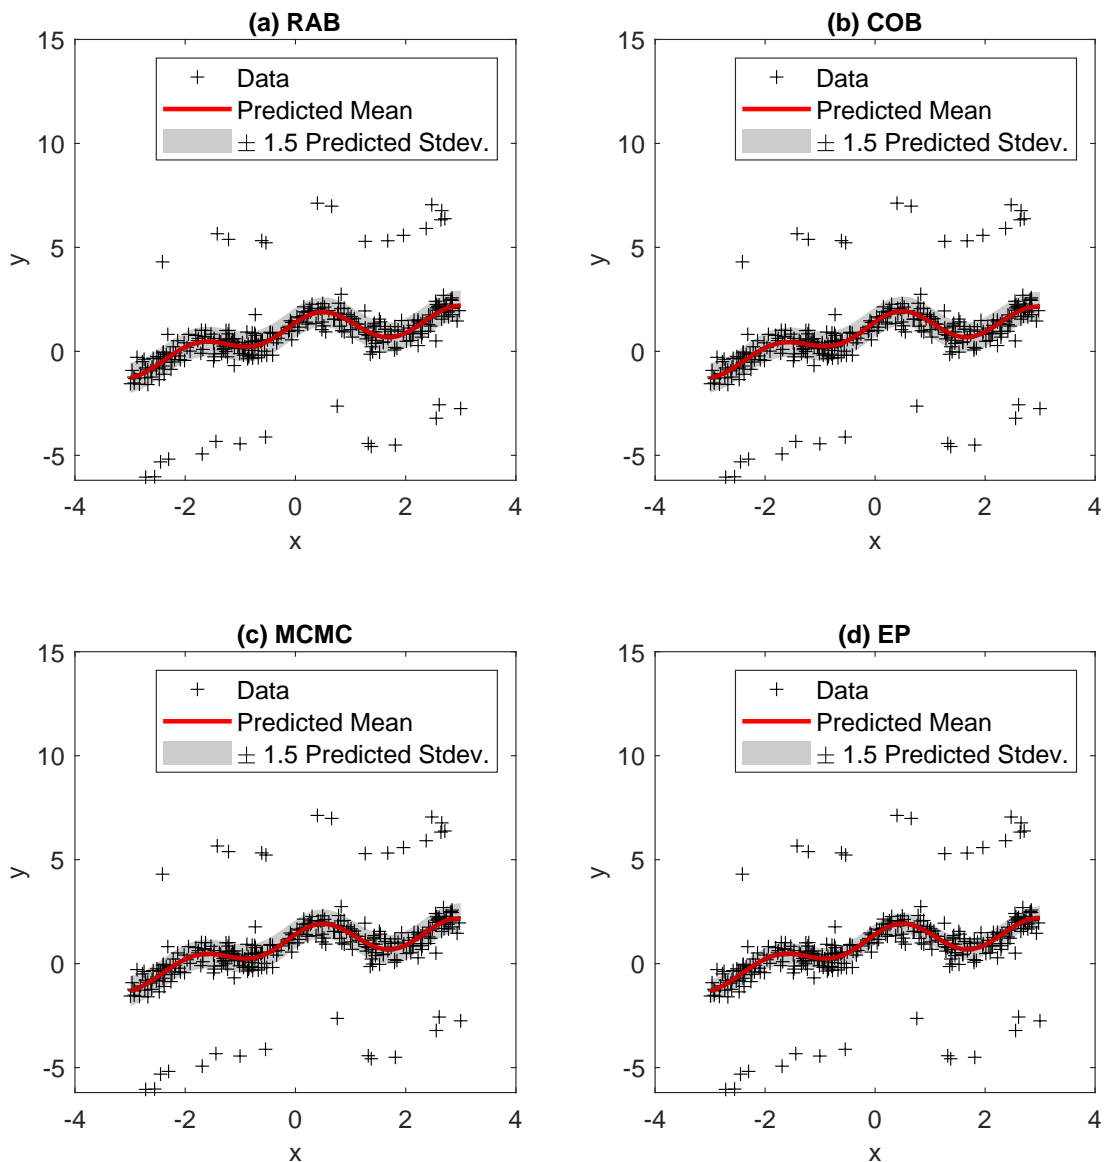 (a) RAB
15
10
5
0
-5
-4
-2
0
2
4
x
y
Data
Predicted Mean
± 1.5 Predicted Stdev.
(b) COB
15
10
5
0
-5
-4
-2
0
2
4
x
y
Data
Predicted Mean
± 1.5 Predicted Stdev.
(c) MCMC
15
10
5
0
-5
-4
-2
0
2
4
x
y
Data
Predicted Mean
± 1.5 Predicted Stdev.
(d) EP
15
10
5
0
-5
-4
-2
0
2
4
x
y
Data
Predicted Mean
± 1.5 Predicted Stdev.